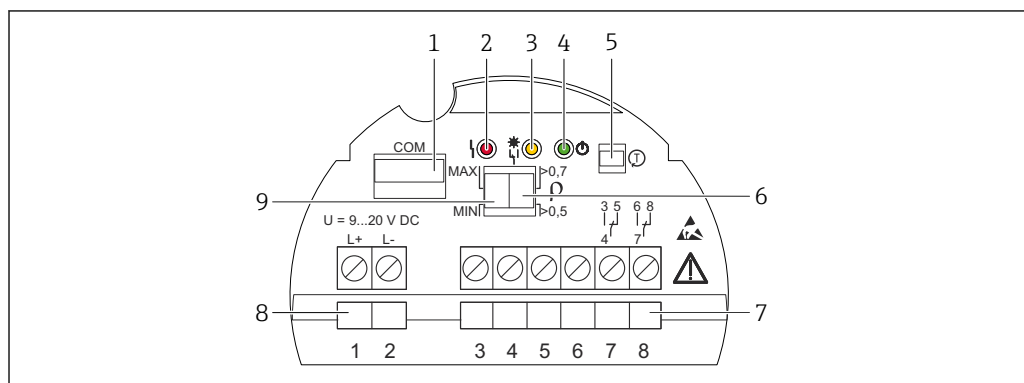 1 2 3 4 5
COM
MAX >0,7
9 6
MIN >0,5
ρ
U = 9...20 V DC
3 5 6 8
4 7
L+ L-
8 7
1 2 3 4 5 6 7 8